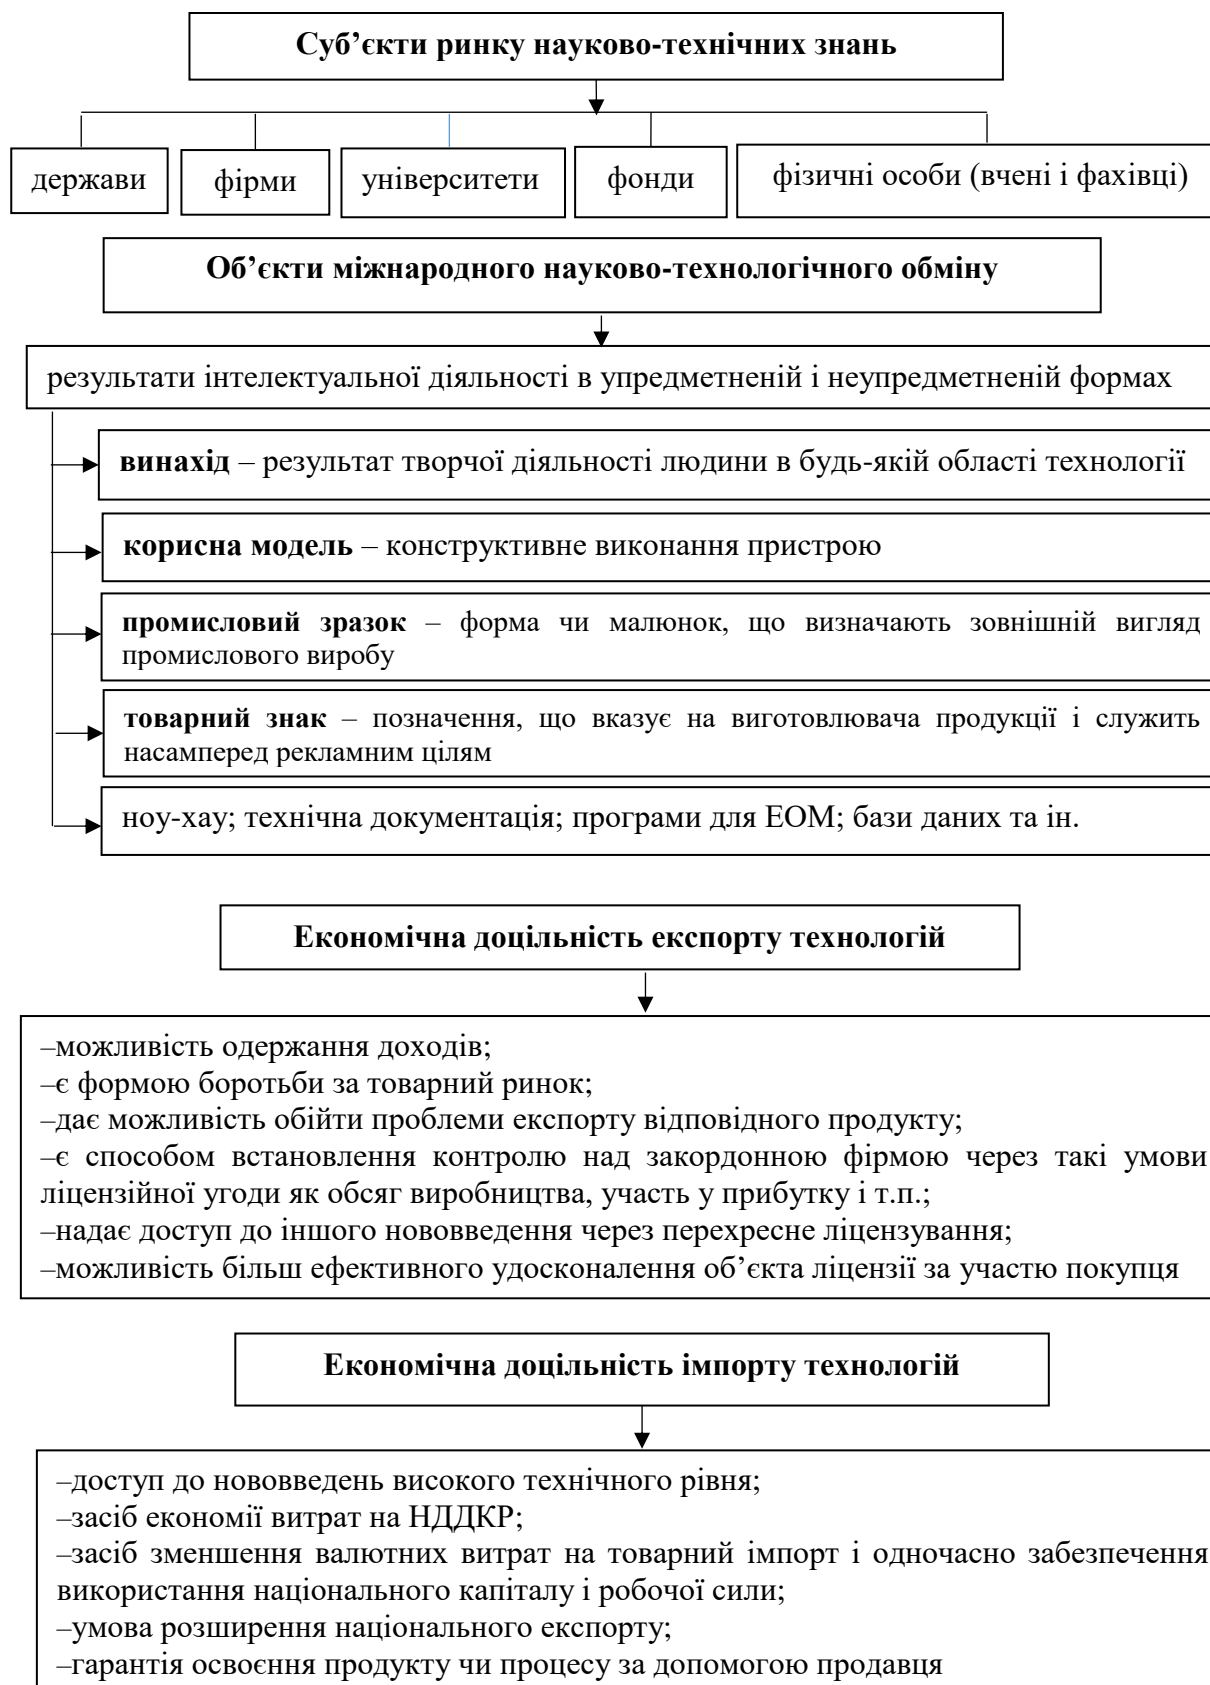 Суб’єкти ринку науково-технічних знань
держави
фірми
університети
фонди
фізичні особи (вчені і фахівці)
Об’єкти міжнародного науково-технологічного обміну
результати інтелектуальної діяльності в упредметненій і неупредметненій формах
винахід – результат творчої діяльності людини в будь-якій області технології
корисна модель – конструктивне виконання пристрою
промисловий зразок – форма чи малюнок, що визначають зовнішній вигляд
промислового виробу
товарний знак – позначення, що вказує на виготовлювача продукції і служить
насамперед рекламним цілям
ноу-хау; технічна документація; програми для ЕОМ; бази даних та ін.
Економічна доцільність експорту технологій
–можливість одержання доходів;
–є формою боротьби за товарний ринок;
–дає можливість обійти проблеми експорту відповідного продукту;
–є способом встановлення контролю над закордонною фірмою через такі умови
ліцензійної угоди як обсяг виробництва, участь у прибутку і т.п.;
–надає доступ до іншого нововведення через перехресне ліцензування;
–можливість більш ефективного удосконалення об’єкта ліцензії за участю покупця
Економічна доцільність імпорту технологій
–доступ до нововведень високого технічного рівня;
–засіб економії витрат на НДДКР;
–засіб зменшення валютних витрат на товарний імпорт і одночасно забезпечення
використання національного капіталу і робочої сили;
–умова розширення національного експорту;
–гарантія освоєння продукту чи процесу за допомогою продавця